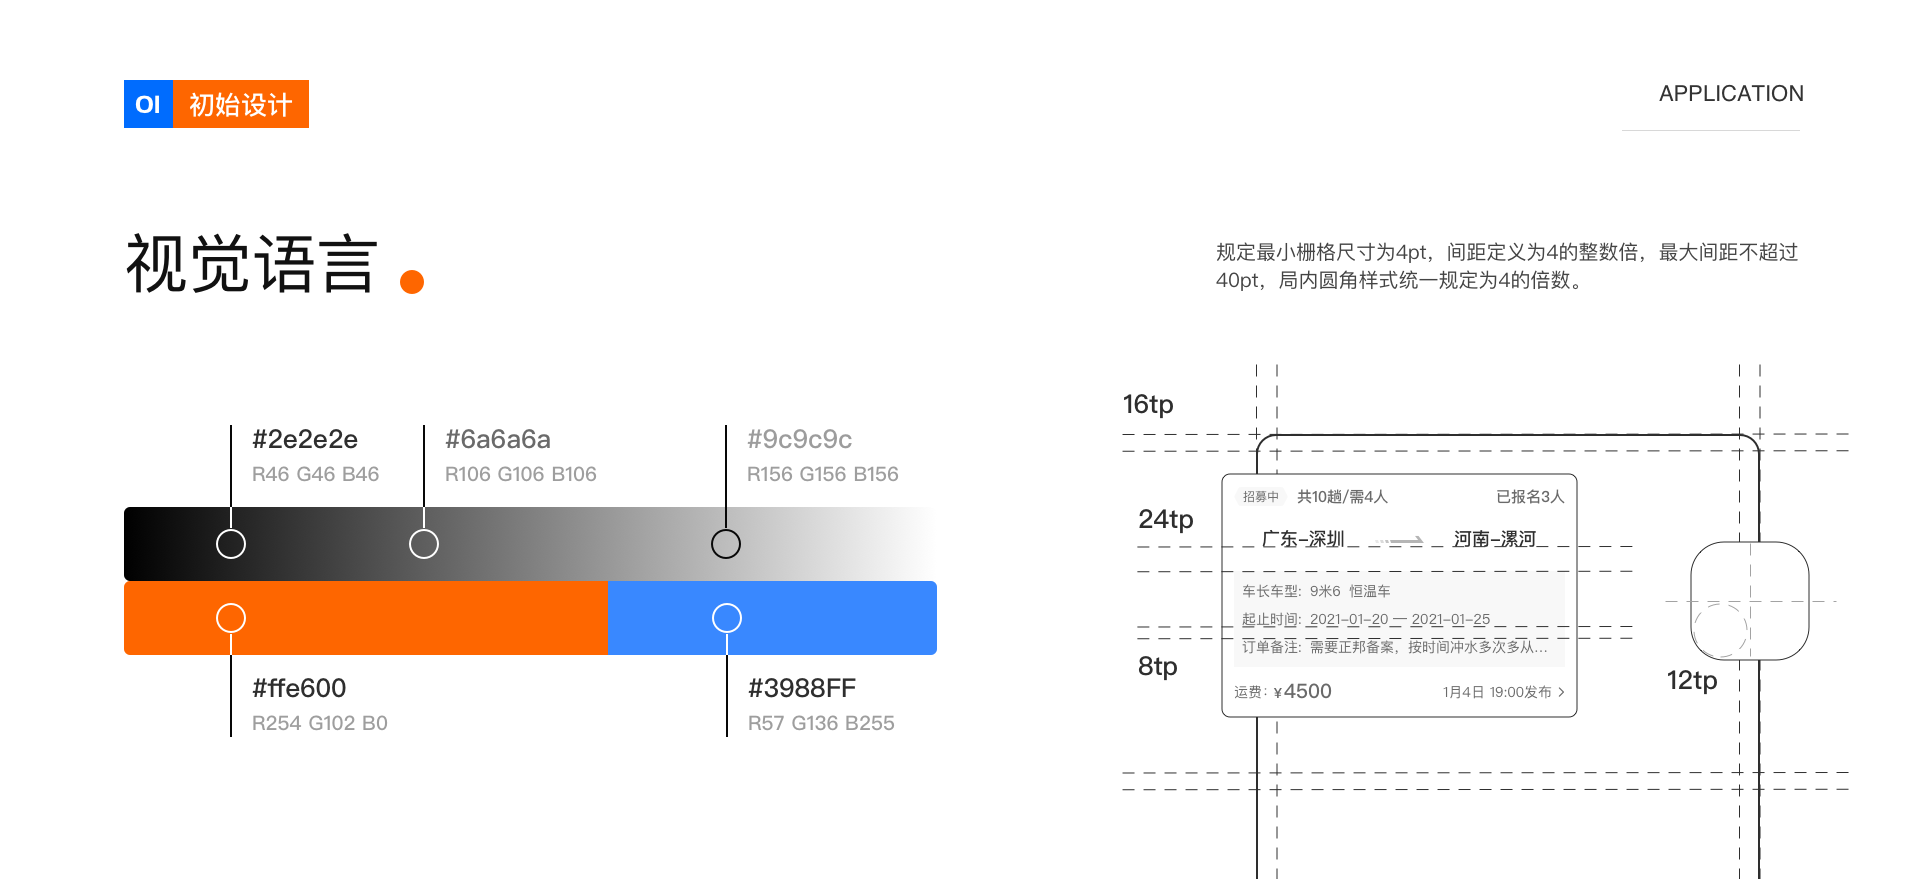 OI 初始设计
APPLICATION
视觉语言
规定最小栅格尺寸为4pt，间距定义为4的整数倍，最大间距不超过
40pt，局内圆角样式统一规定为4的倍数。
#2e2e2e
R46 G46 B46
#6a6a6a
R106 G106 B106
#9c9c9c
R156 G156 B156
#ffe600
R254 G102 B0
#3988FF
R57 G136 B255
16tp
24tp
8tp
12tp
招募中 共10趟/需4人 已报名3人
广东-深圳 河南-漯河
车长车型: 9米6 恒温车
起止时间: 2021-01-20 一 2021-01-25
订单备注: 需要正邦备案，按时间冲水多次多从...
运费: ¥4500 1月4日 19:00发布 >